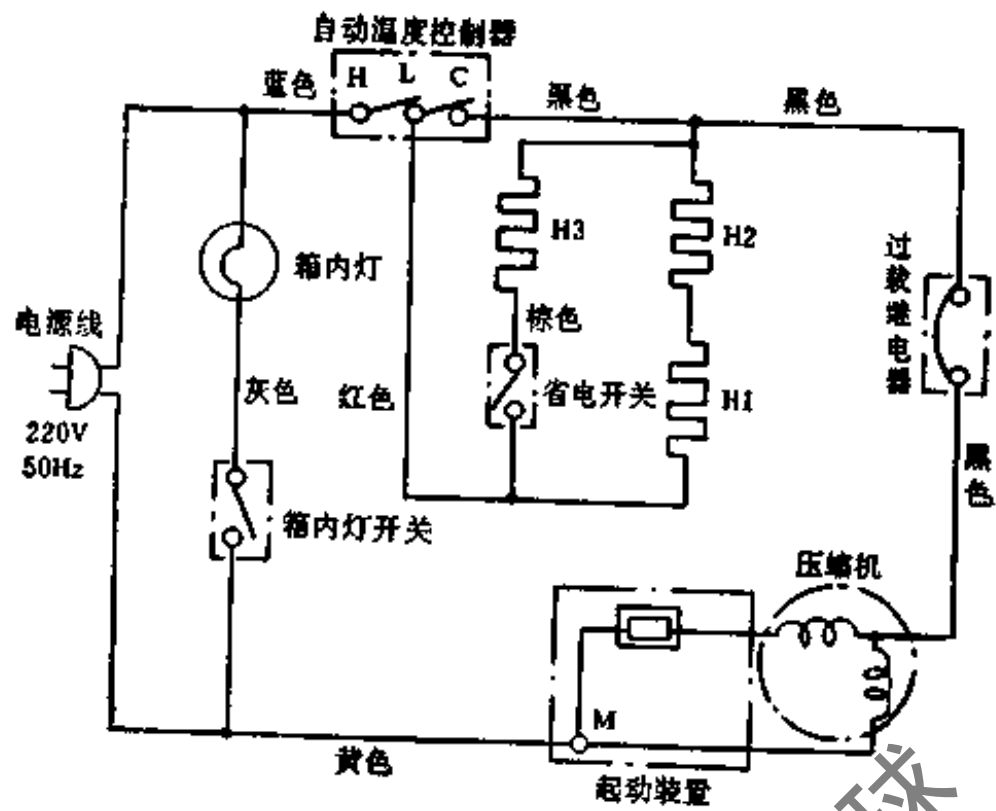 自动温度控制器
蓝色
H
L
C
黑色
黑色
箱内灯
H3
H2
过载继电器
电源线
棕色
灰色
红色
省电开关
H1
220V
50Hz
黑色
箱内灯开关
压缩机
M
黄色
起动装置
球